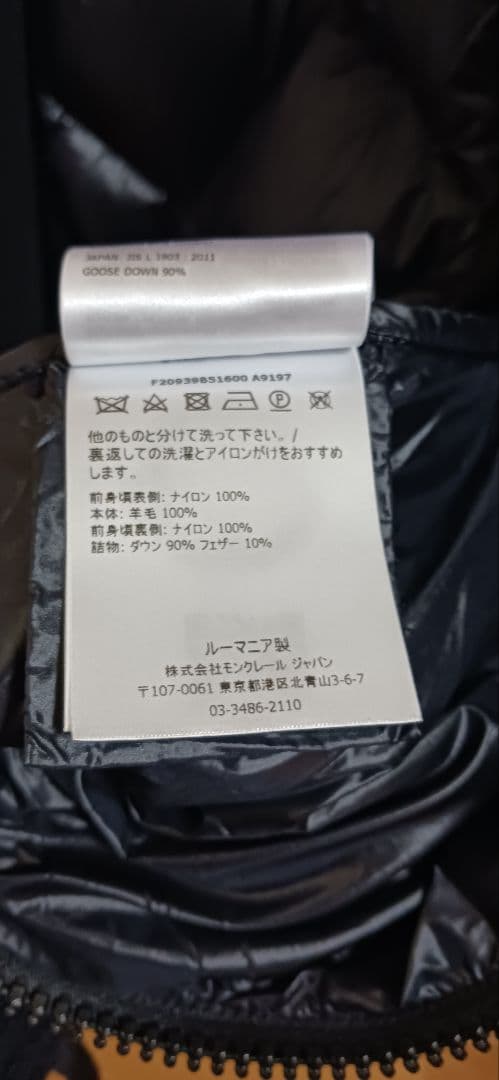 JAPAN: JIS L 1903 : 2011
GOOSE DOWN 90%
F20939B51600 A9197
P
他のものと分けて洗って下さい。/
裏返しての洗濯とアイロンがけをおすすめ
します。
前身頃表側: ナイロン 100%
本体: 羊毛 100%
前身頃裏側: ナイロン 100%
詰物: ダウン 90% フェザー 10%
ルーマニア製
株式会社モンクレール ジャパン
〒107-0061 東京都港区北青山3-6-7
03-3486-2110